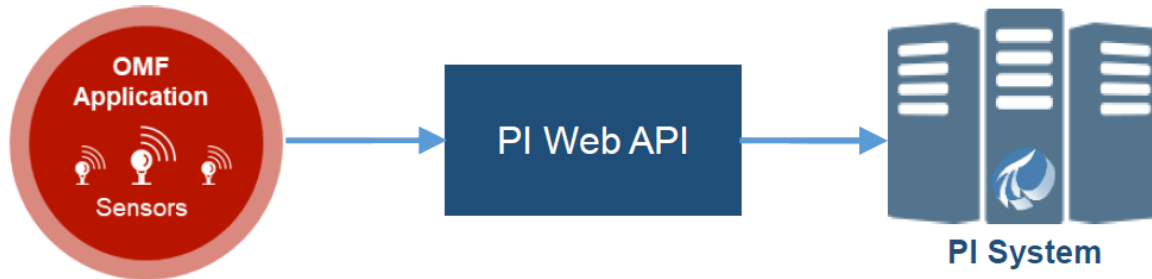 OMF
Application
Sensors
PI Web API
PI System